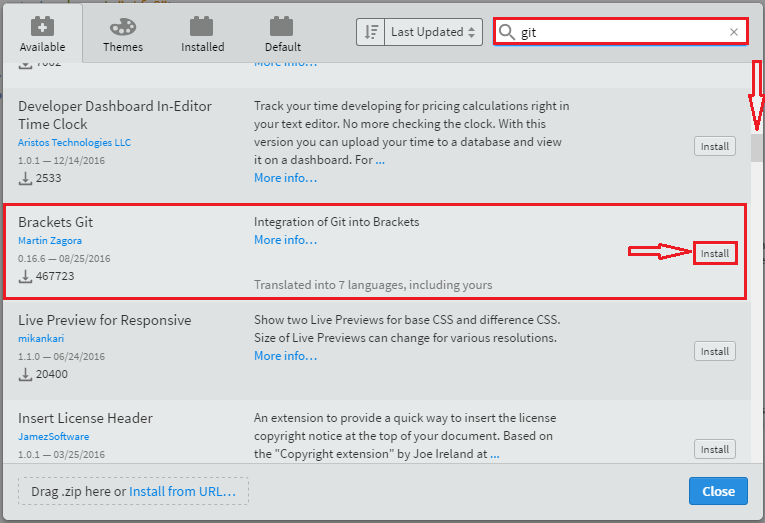 Available
Themes
Installed
Default
Last Updated
git
×
More info…
Developer Dashboard In-Editor
Time Clock
Aristos Technologies LLC
1.0.1 — 12/14/2016
2533
Track your time developing for pricing calculations right in
your text editor. No more checking the clock. With this
version you can upload your time to a database and view
it on a dashboard. For ...
More info…
Install
Brackets Git
Martin Zagora
0.16.6 — 08/25/2016
467723
Integration of Git into Brackets
More info…
Translated into 7 languages, including yours
Install
Live Preview for Responsive
mikankari
1.1.0 — 06/24/2016
20400
Show two Live Previews for base CSS and difference CSS.
Size of Live Previews can change for various resolutions.
More info…
Install
Insert License Header
JamezSoftware
1.0.1 — 03/25/2016
An extension to provide a quick way to insert the license
copyright notice at the top of your document. Based on
the "Copyright extension" by Joe Ireland at ...
Install
Drag .zip here or Install from URL…
Close